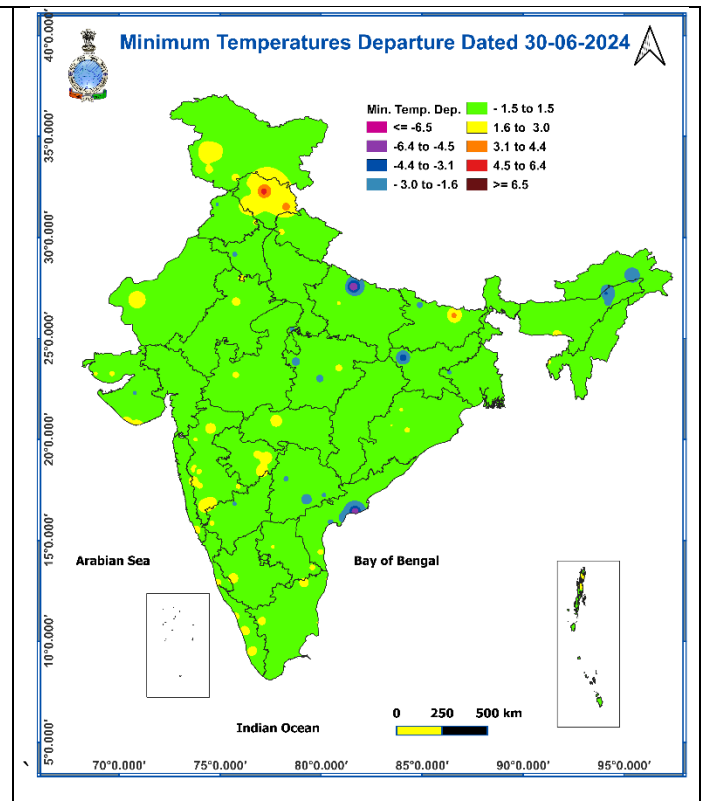 Minimum Temperatures Departure Dated 30-06-2024
Min. Temp. Dep.
<= -6.5
-6.4 to -4.5
-4.4 to -3.1
- 3.0 to -1.6
- 1.5 to 1.5
1.6 to 3.0
3.1 to 4.4
4.5 to 6.4
>= 6.5
40°0.000'
35°0.000'
30°0.000'
25°0.000'
20°0.000'
15°0.000'
10°0.000'
5°0.000'
Arabian Sea
Bay of Bengal
Indian Ocean
0 250 500 km
70°0.000' 75°0.000' 80°0.000' 85°0.000' 90°0.000' 95°0.000'
`